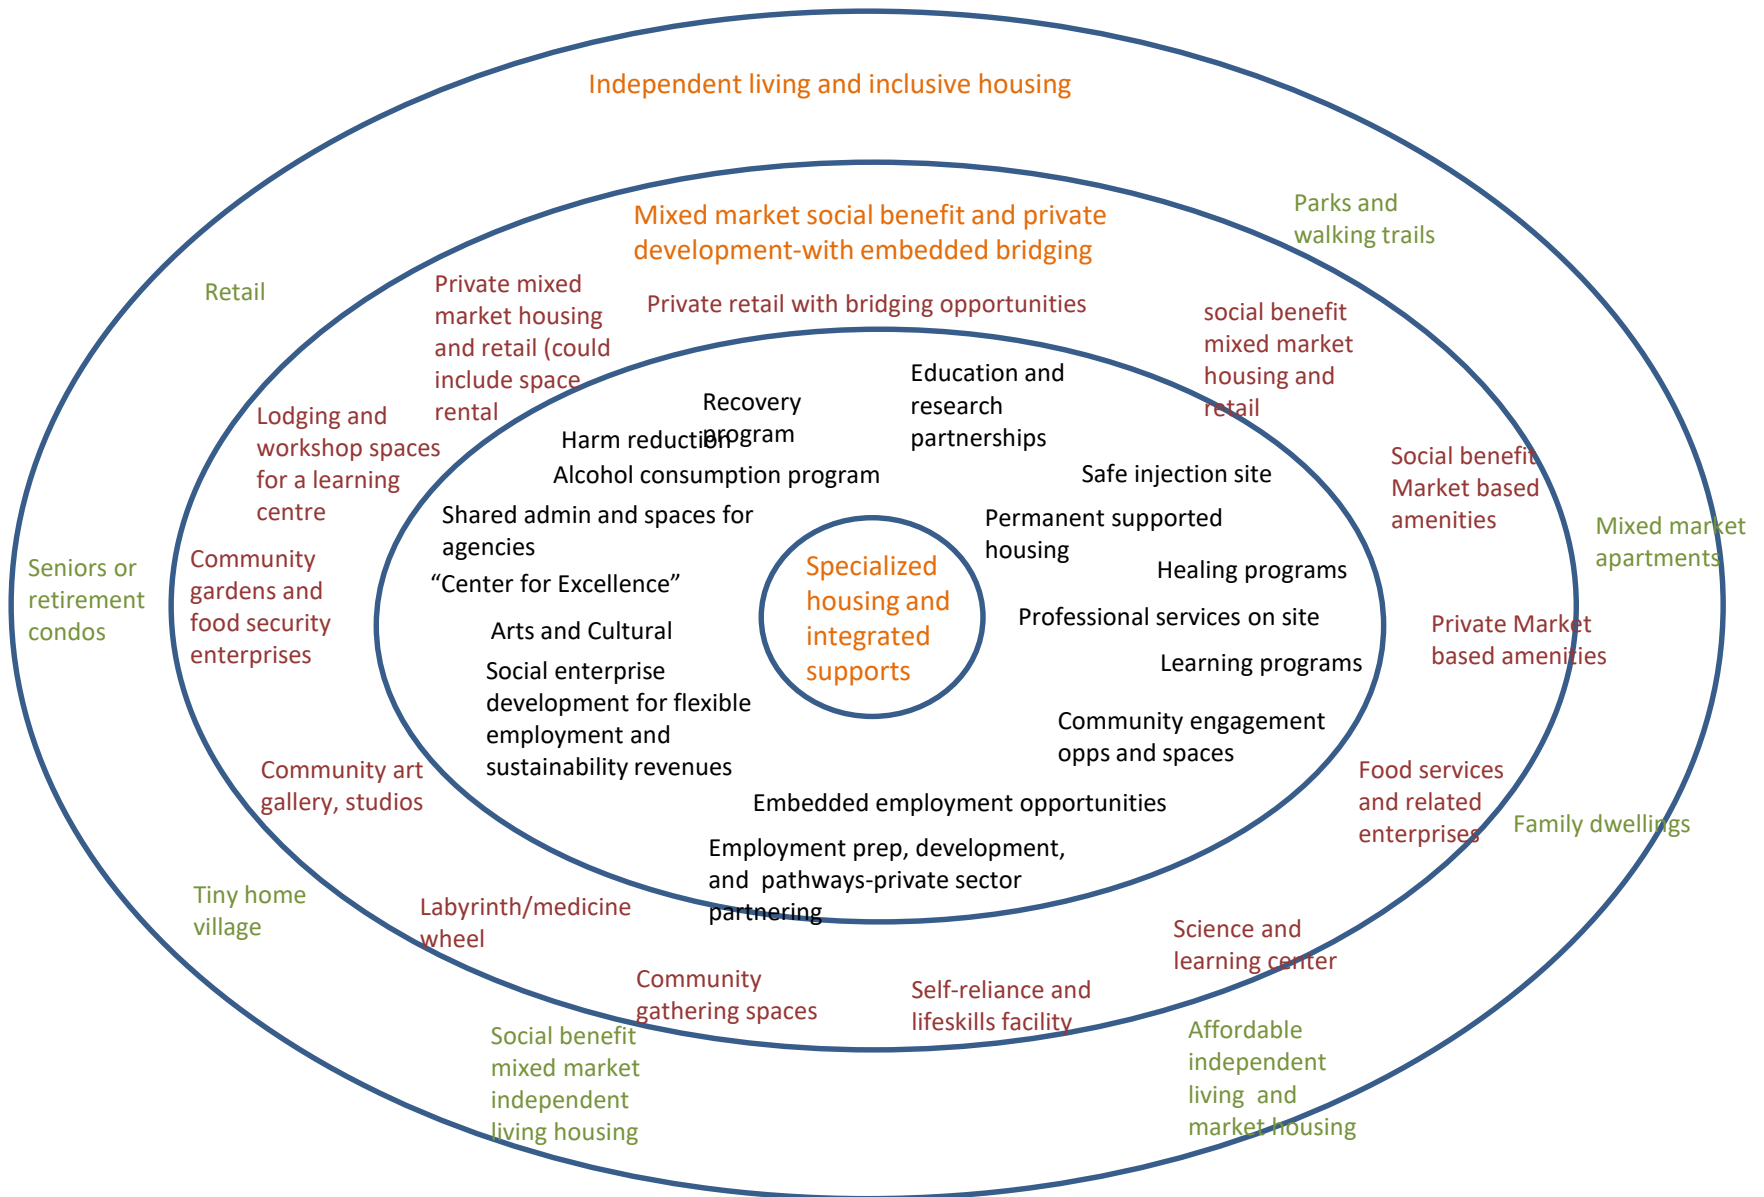 Independent living and inclusive housing
Parks and
walking trails
Mixed market social benefit and private
development-with embedded bridging
Retail
Private mixed
market housing
and retail (could
include space
rental
Private retail with bridging opportunities
social benefit
mixed market
housing and
retail
Education and
research
partnerships
Recovery
program
Harm reduction
Alcohol consumption program
Safe injection site
Lodging and
workshop spaces
for a learning
centre
Social benefit
Market based
amenities
Shared admin and spaces for
agencies
Permanent supported
housing
Mixed market
apartments
Seniors or
retirement
condos
Community
gardens and
food security
enterprises
“Center for Excellence”
Specialized
housing and
integrated
supports
Healing programs
Professional services on site
Arts and Cultural
Private Market
based amenities
Learning programs
Social enterprise
development for flexible
employment and
sustainability revenues
Community engagement
opps and spaces
Community art
gallery, studios
Food services
and related
enterprises
Family dwellings
Embedded employment opportunities
Employment prep, development,
and pathways-private sector
partnering
Tiny home
village
Labyrinth/medicine
wheel
Science and
learning center
Community
gathering spaces
Self-reliance and
lifeskills facility
Social benefit
mixed market
independent
living housing
Affordable
independent
living and
market housing